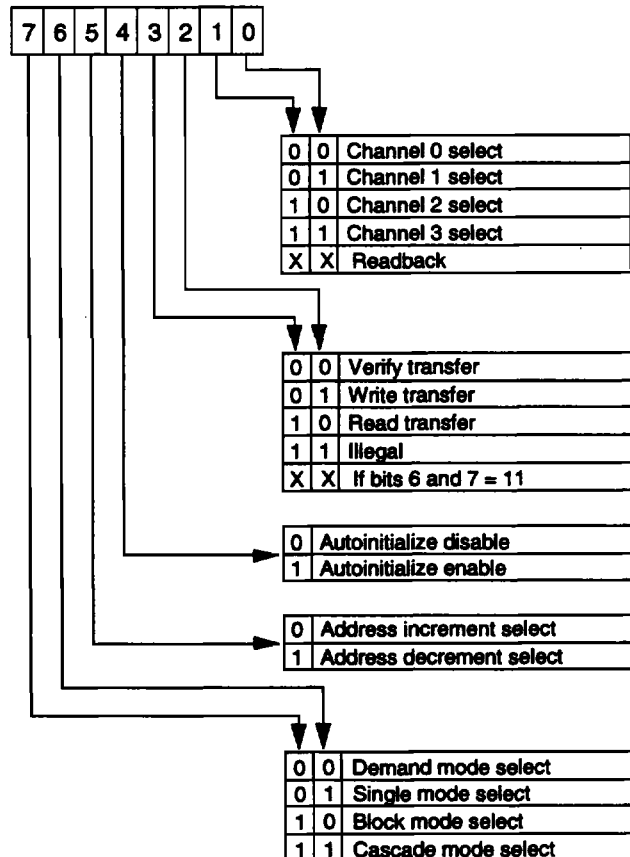 7 6 5 4 3 2 1 0
0 0 Channel 0 select
0 1 Channel 1 select
1 0 Channel 2 select
1 1 Channel 3 select
X X Readback
0 0 Verify transfer
0 1 Write transfer
1 0 Read transfer
1 1 Illegal
X X If bits 6 and 7 = 11
0 Autoinitialize disable
1 Autoinitialize enable
0 Address increment select
1 Address decrement select
0 0 Demand mode select
0 1 Single mode select
1 0 Block mode select
1 1 Cascade mode select